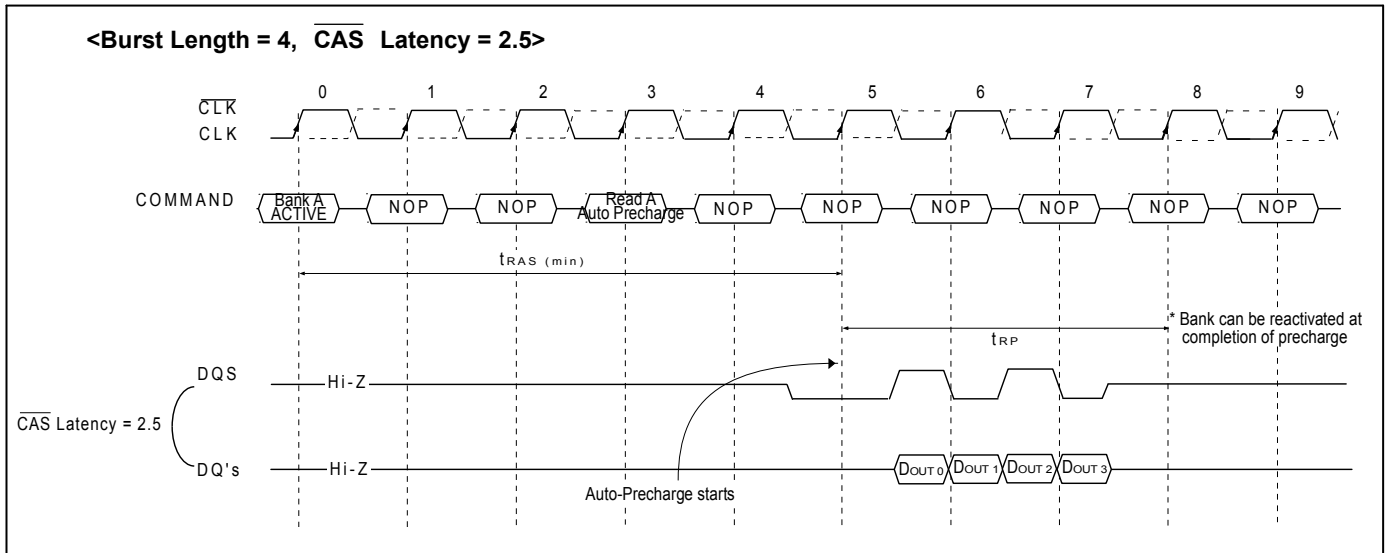 <Burst Length = 4, CAS Latency = 2.5>
0 1 2 3 4 5 6 7 8 9
CLK
CLK
COMMAND
Bank A
ACTIVE
NOP
NOP
Read A
Auto Precharge
NOP
NOP
NOP
NOP
NOP
NOP
tRAS (min)
tRP
* Bank can be reactivated at
completion of precharge
DQS
Hi-Z
CAS Latency = 2.5
DQ's
Hi-Z
DOUT 0 DOUT 1 DOUT 2 DOUT 3
Auto-Precharge starts